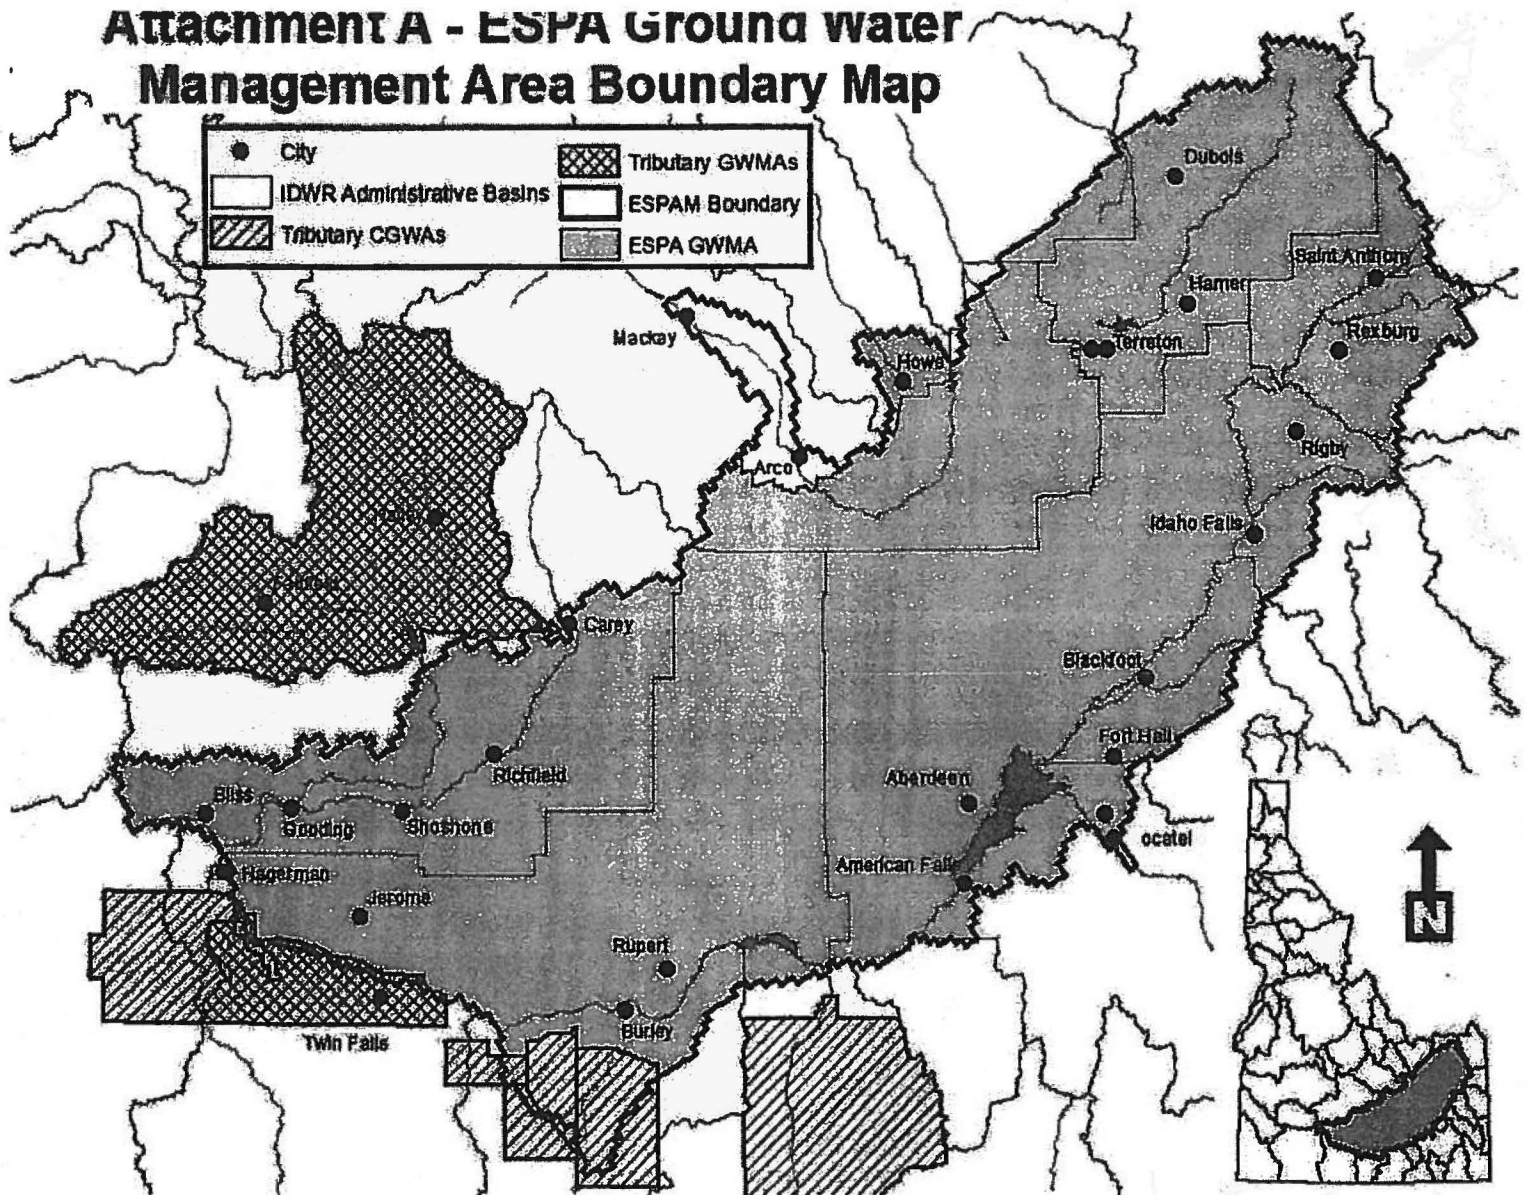 Attachment A - ESPA Ground Water
Management Area Boundary Map
City
IDWR Administrative Basins
Tributary CGWAs
Tributary GWMAs
ESPAM Boundary
ESPA GWMA
Dubois
Saint Anthony
Hamer
Mackay
Terreton
Rexburg
Howe
Rigby
Arco
Idaho Falls
Hailey
Fairfield
Carey
Blackfoot
Fort Hall
Richfield
Aberdeen
Bliss
Gooding
Shoshone
ocatel
American Falls
Hagerman
Jerome
N
Rupert
Burley
Twin Falls